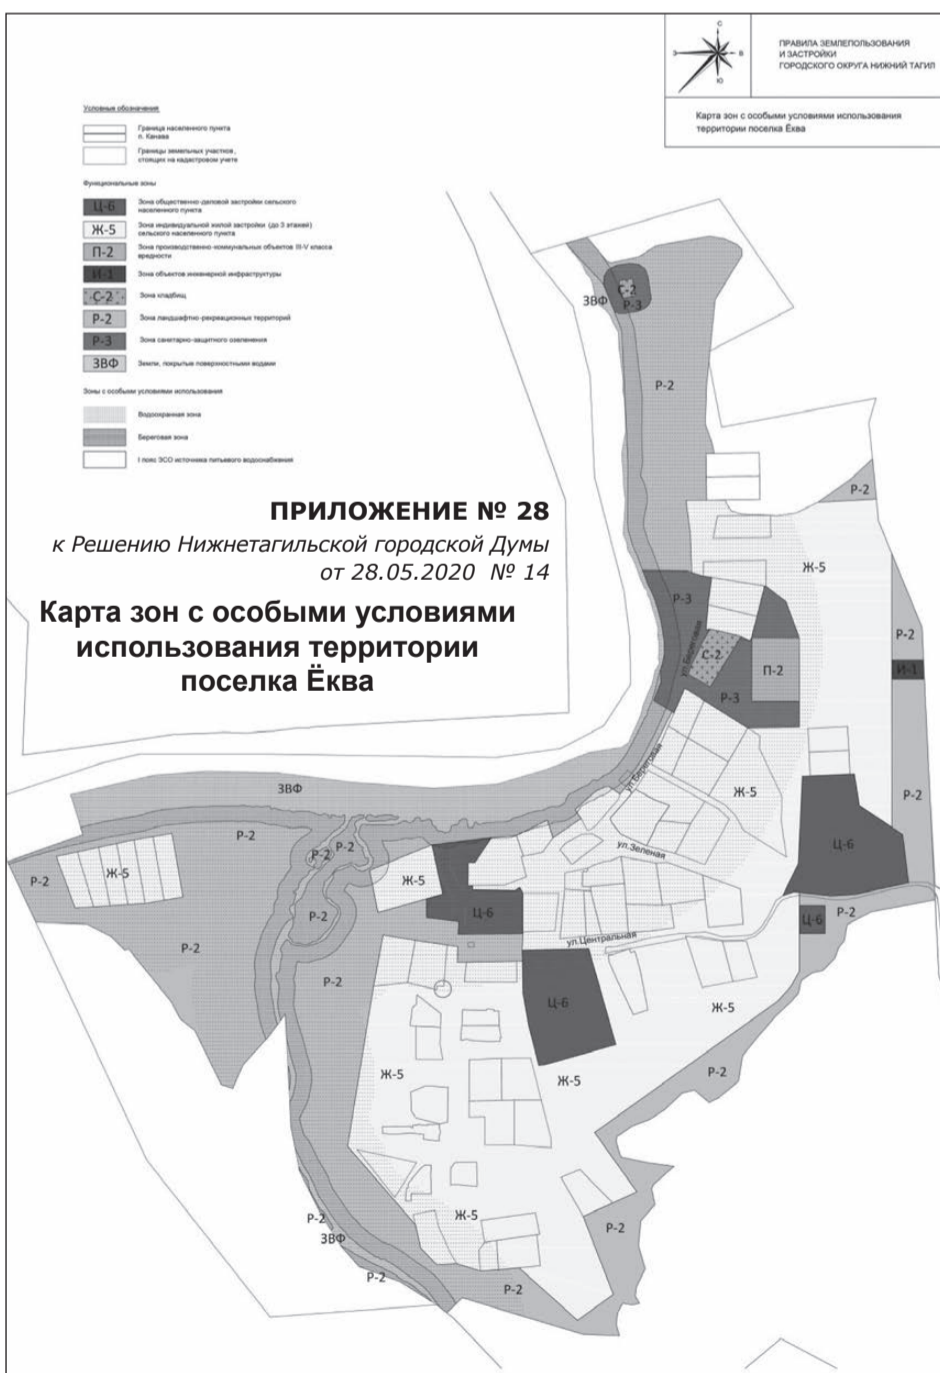 С
З
В
Ю
ПРАВИЛА ЗЕМЛЕПОЛЬЗОВАНИЯ
И ЗАСТРОЙКИ
ГОРОДСКОГО ОКРУГА НИЖНИЙ ТАГИЛ
Карта зон с особыми условиями использования
территории поселка Ёква
Условные обозначения
Граница населенного пункта
п. Канава
Границы земельных участков,
стоящих на кадастровом учете
Функциональные зоны
Ц-6
Зона общественно-деловой застройки сельского
населенного пункта
Ж-5
Зона индивидуальной жилой застройки (до 3 этажей)
сельского населенного пункта
П-2
Зона производственно-коммунальных объектов III-V класса
вредности
И-1
Зона объектов инженерной инфраструктуры
С-2
Зона кладбищ
Р-2
Зона ландшафтно-рекреационных территорий
Р-3
Зона санитарно-защитного озеленения
ЗВФ
Земли, покрытые поверхностными водами
Зоны с особыми условиями использования
Водоохранная зона
Береговая зона
I пояс ЗСО источника питьевого водоснабжения
ПРИЛОЖЕНИЕ № 28
к Решению Нижнетагильской городской Думы
от 28.05.2020 № 14
Карта зон с особыми условиями
использования территории
поселка Ёква
С-2
ЗВФ
Р-3
Р-2
Р-2
Ж-5
Р-3
ул.Береговая
Р-2
С-2
П-2
И-1
Р-3
ул.Береговая
ЗВФ
Ж-5
Р-2
Р-2
Ц-6
Р-2
Р-2
ул.Зеленая
Ж-5
Р-2
Ж-5
Р-2
Ц-6
Ц-6
Р-2
ул.Центральная
Р-2
Р-2
Ц-6
Ж-5
Ж-5
Ж-5
Р-2
Р-2
Ж-5
Р-2
ЗВФ
Р-2
Р-2